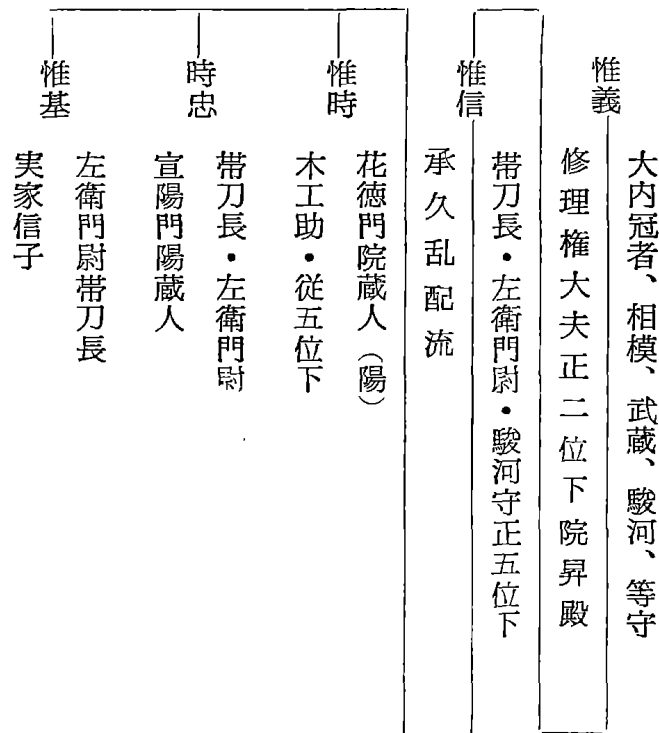 惟義
大内冠者、相模、武蔵、駿河、等守
修理権大夫正二位下院昇殿
惟信
帯刀長・左衛門尉・駿河守正五位下
承久乱配流
惟時
花徳門院蔵人（陽）
木工助・従五位下
時忠
帯刀長・左衛門尉
宣陽門陽蔵人
惟基
左衛門尉帯刀長
実家信子